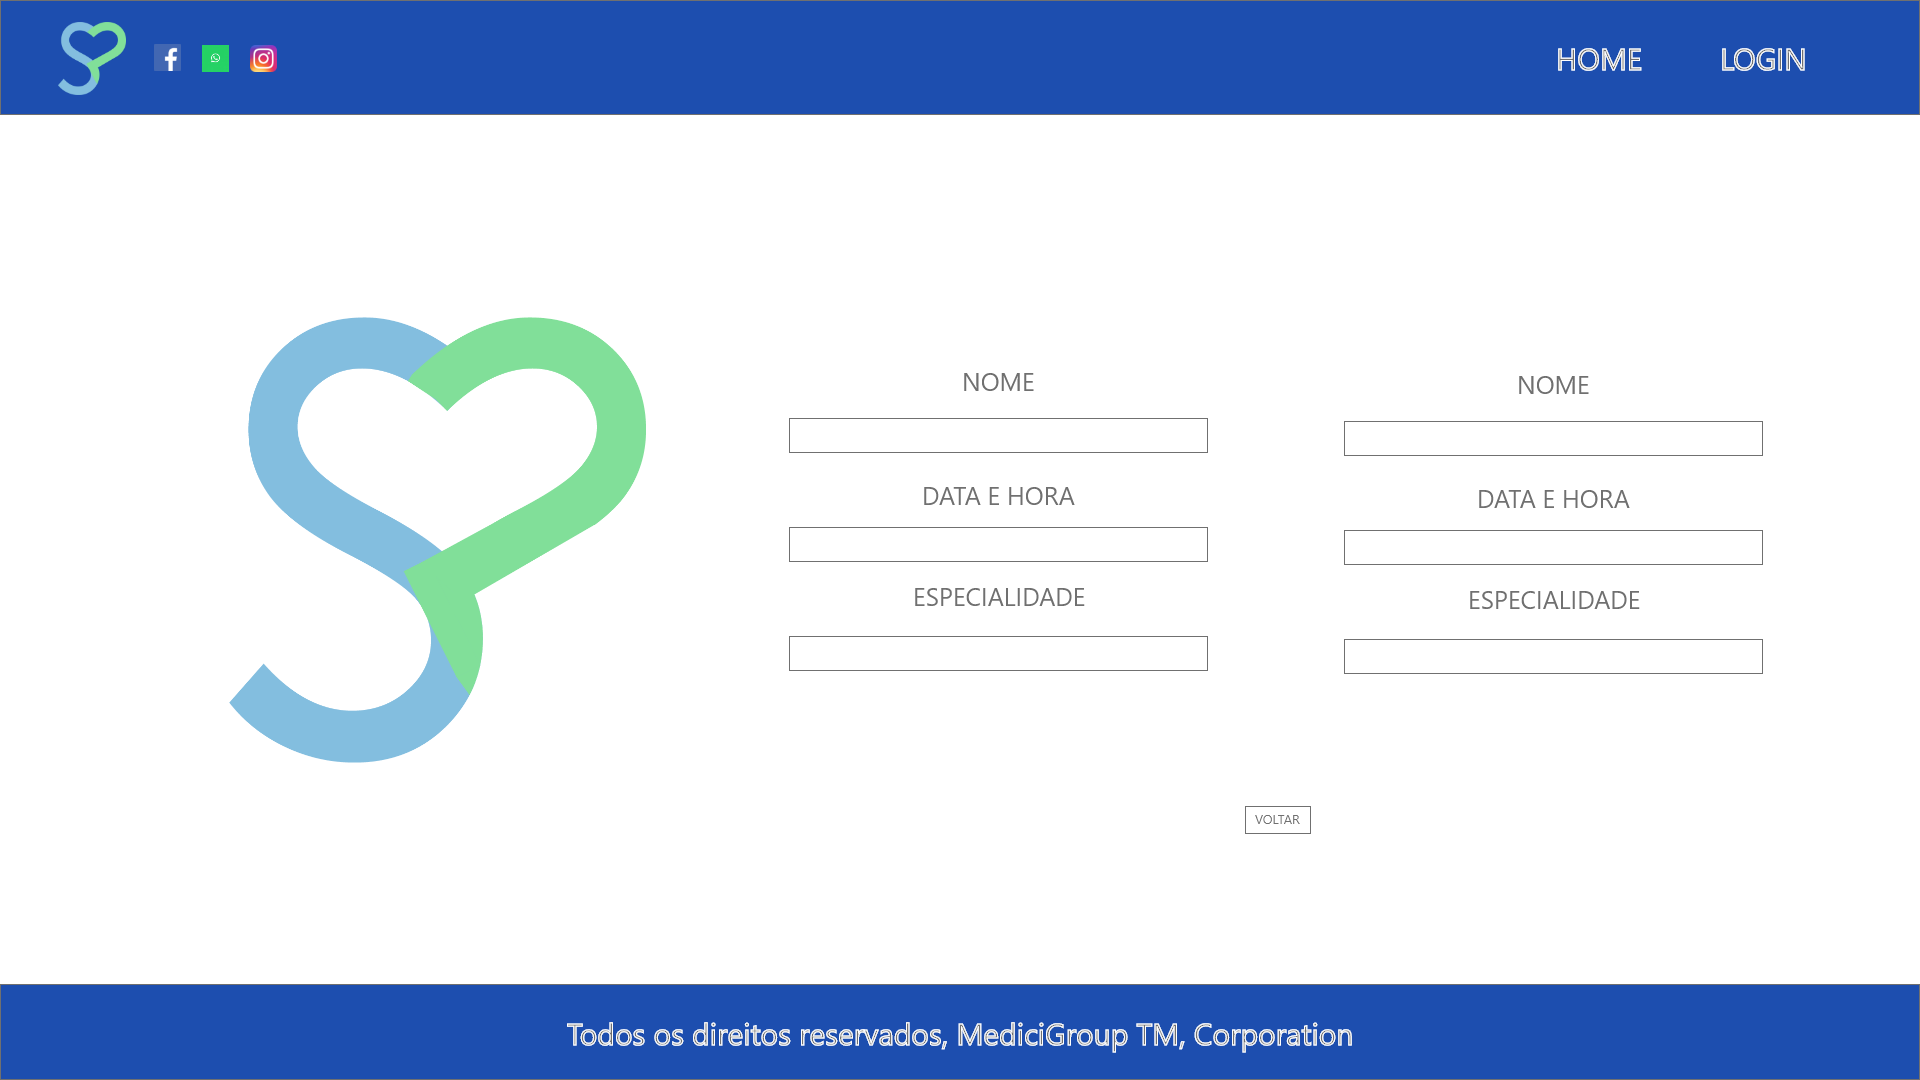 HOME LOGIN
NOME
DATA E HORA
ESPECIALIDADE
NOME
DATA E HORA
ESPECIALIDADE
VOLTAR
Todos os direitos reservados, MediciGroup TM, Corporation